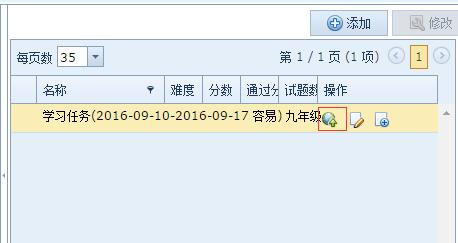 添加 修改
每页数 35 第 1 / 1 页 (1 项) 1
名称 难度 分数 通过分 试题数 操作
学习任务(2016-09-10-2016-09-17 容易) 九年级